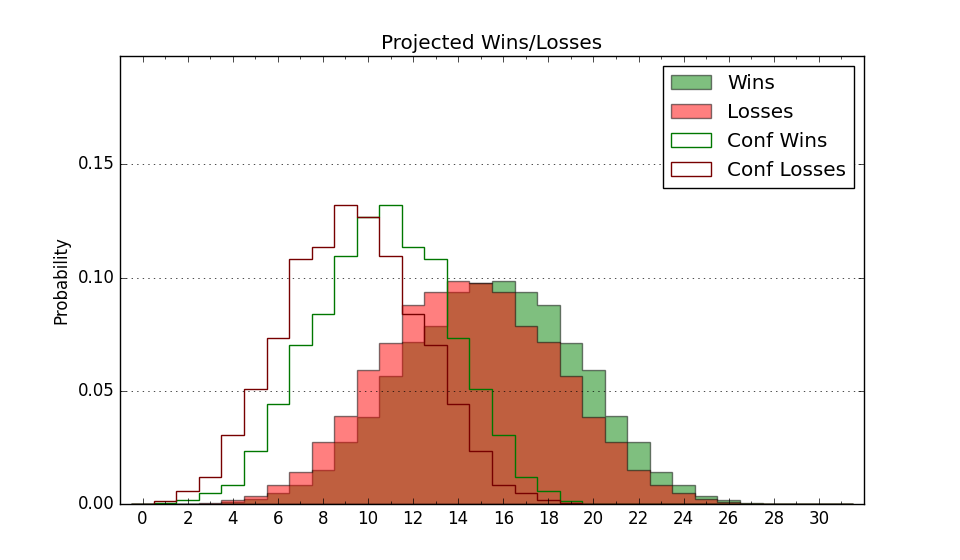 Projected Wins/Losses
Wins
Losses
Conf Wins
Conf Losses
Probability
0.15
0.10
0.05
0.00
0 2 4 6 8 10 12 14 16 18 20 22 24 26 28 30